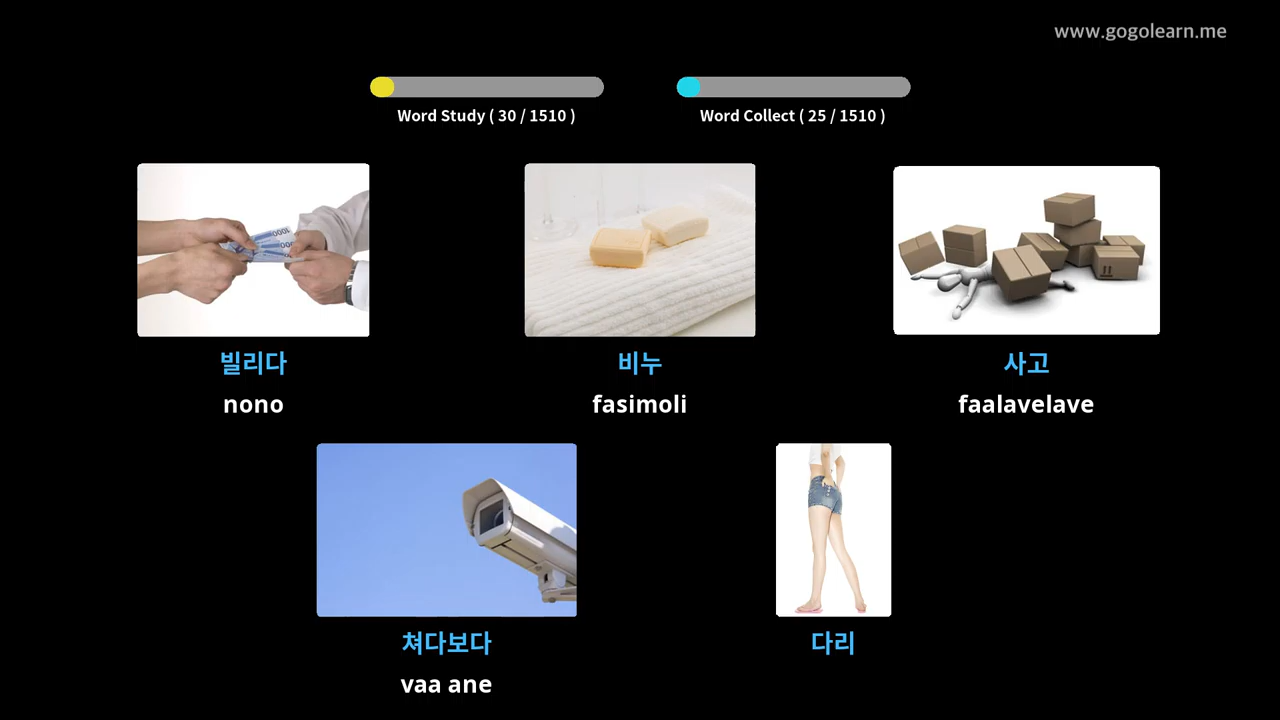 www.gogolearn.me
Word Study ( 30 / 1510 )
Word Collect ( 25 / 1510 )
빌리다
비누
사고
nono
fasimoli
faalavelave
쳐다보다
다리
vaa ane